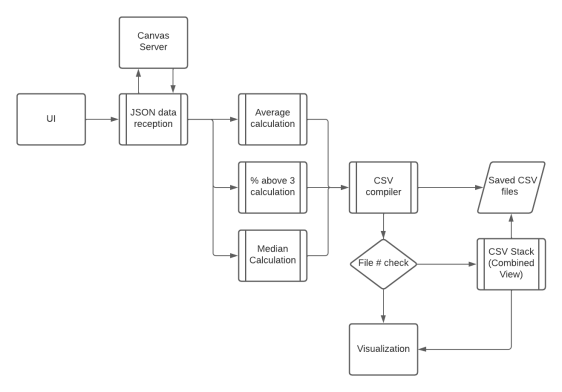 Canvas
Server
UI
JSON data
reception
Average
calculation
% above 3
calculation
Median
Calculation
CSV
compiler
Saved CSV
files
File # check
CSV Stack
(Combined
View)
Visualization